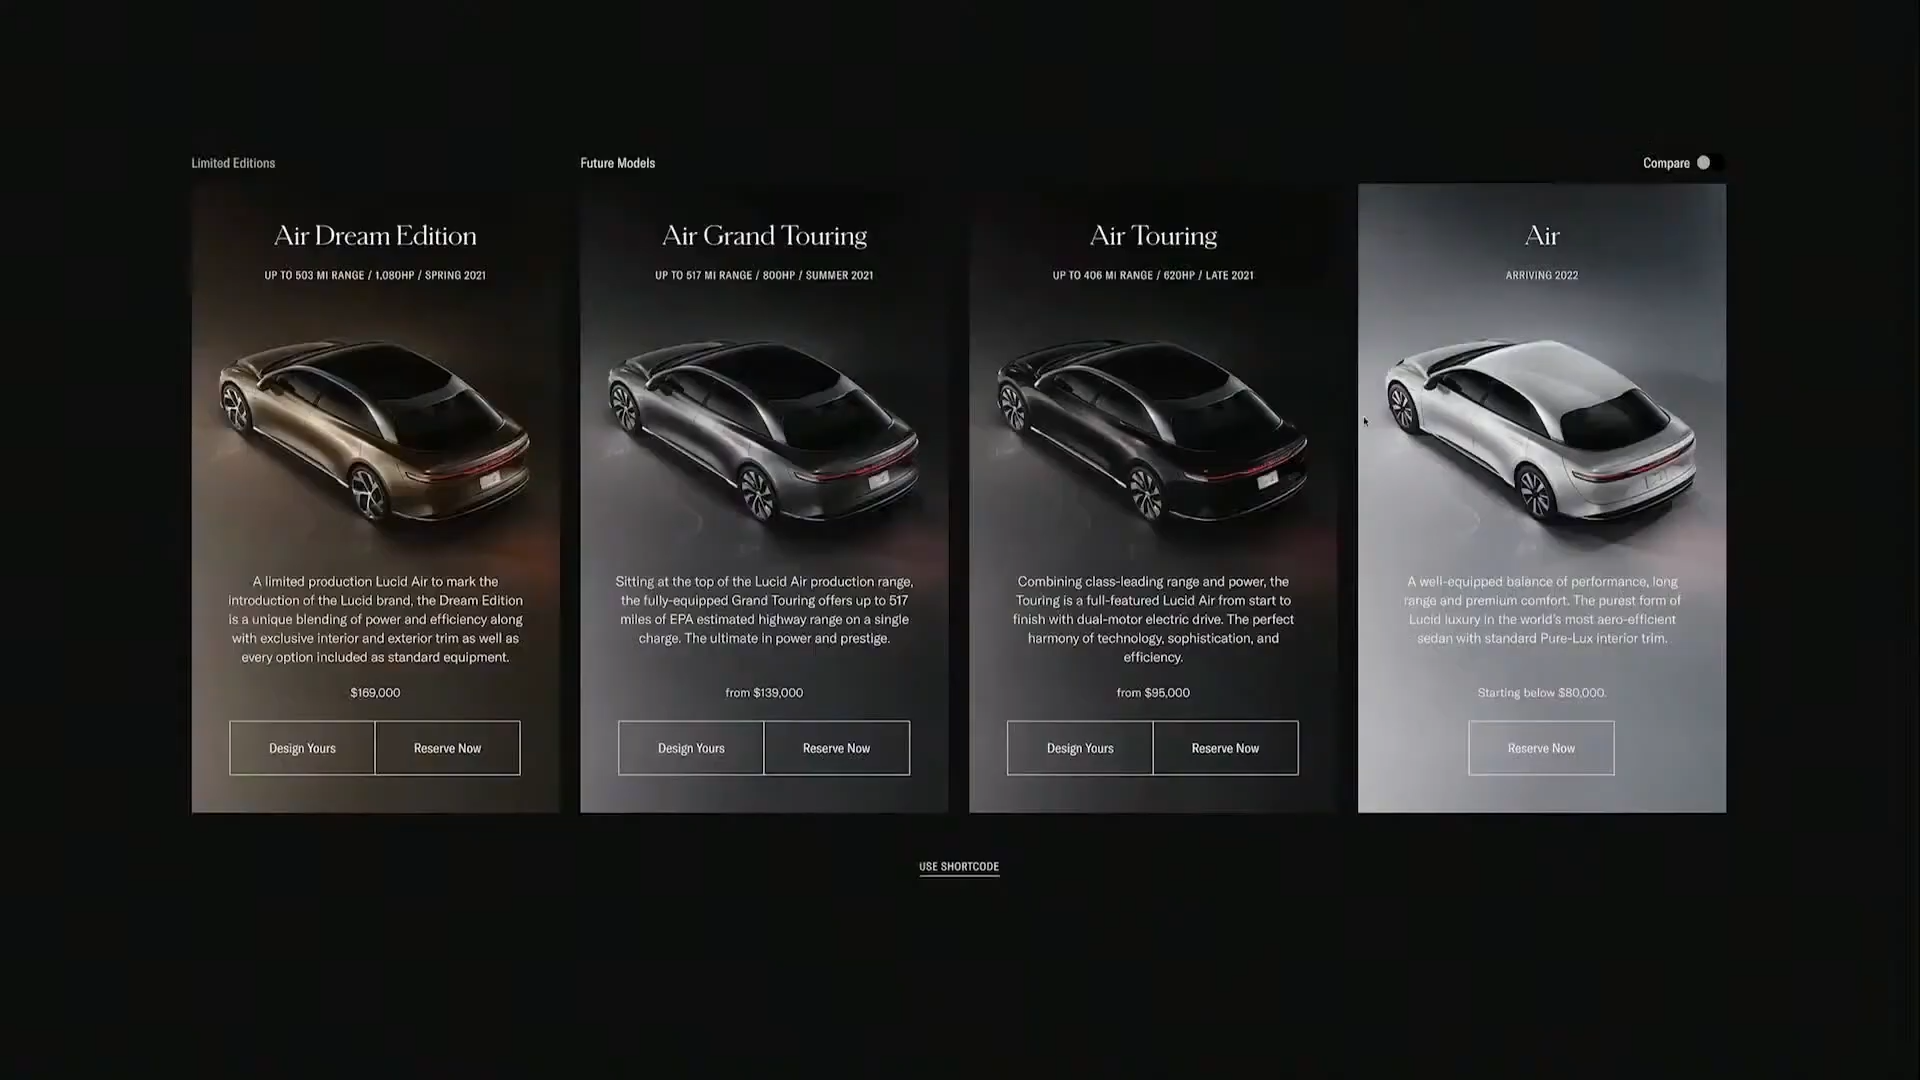 Limited Editions
Future Models
Compare
Air Dream Edition
UP TO 503 MI RANGE / 1,080HP / SPRING 2021
A limited production Lucid Air to mark the
introduction of the Lucid brand, the Dream Edition
is a unique blending of power and efficiency along
with exclusive interior and exterior trim as well as
every option included as standard equipment.
$169,000
Design Yours
Reserve Now
Air Grand Touring
UP TO 517 MI RANGE / 800HP / SUMMER 2021
Sitting at the top of the Lucid Air production range,
the fully-equipped Grand Touring offers up to 517
miles of EPA estimated highway range on a single
charge. The ultimate in power and prestige.
from $139,000
Design Yours
Reserve Now
Air Touring
UP TO 406 MI RANGE / 620HP / LATE 2021
Combining class-leading range and power, the
Touring is a full-featured Lucid Air from start to
finish with dual-motor electric drive. The perfect
harmony of technology, sophistication, and
efficiency.
from $95,000
Design Yours
Reserve Now
Air
ARRIVING 2022
A well-equipped balance of performance, long
range and premium comfort. The purest form of
Lucid luxury in the world's most aero-efficient
sedan with standard Pure-Lux interior trim.
Starting below $80,000.
Reserve Now
USE SHORTCODE